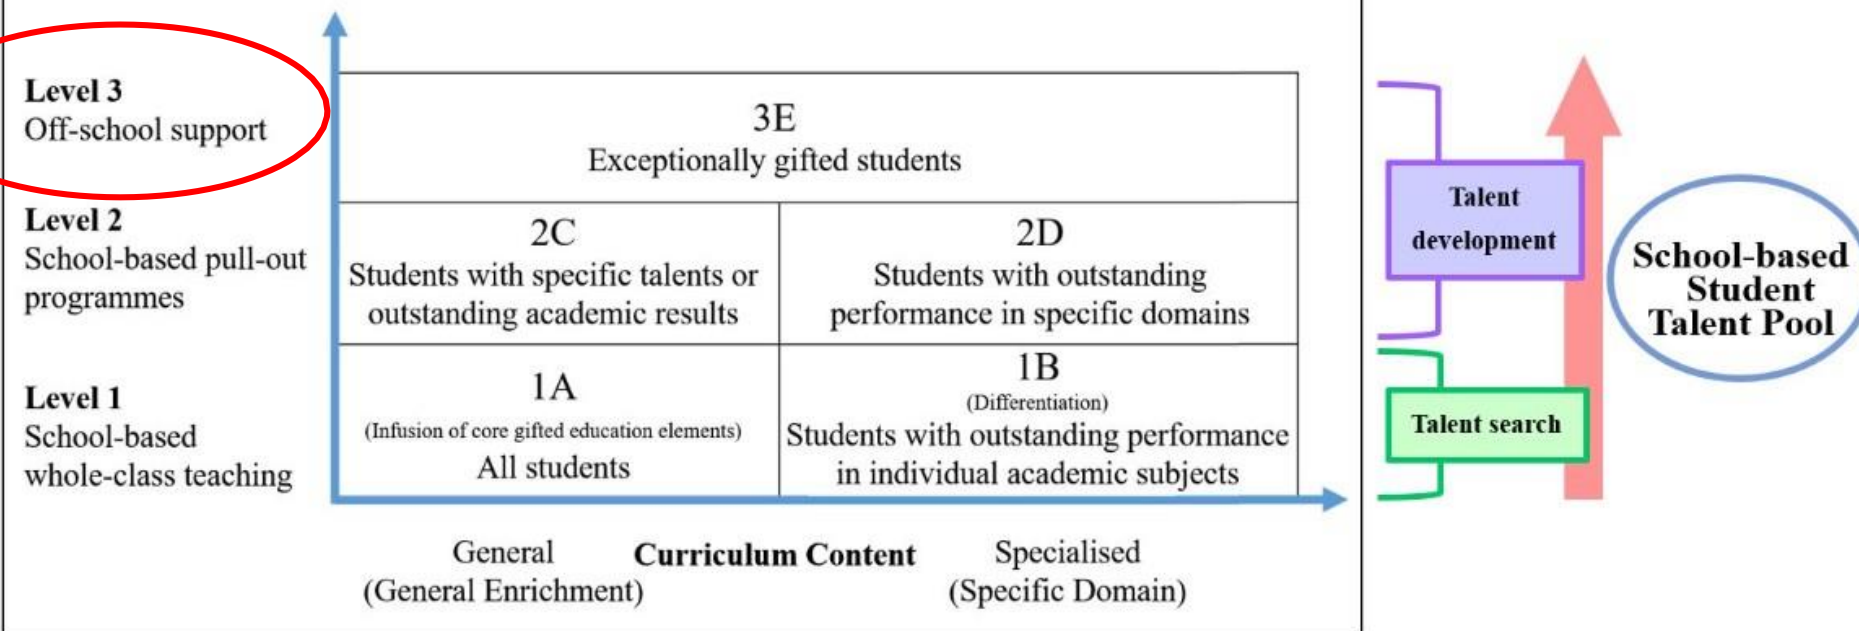 Level 3
Off-school support
3E
Exceptionally gifted students
Level 2
School-based pull-out
programmes
2C
Students with specific talents or
outstanding academic results
2D
Students with outstanding
performance in specific domains
Level 1
School-based
whole-class teaching
1A
(Infusion of core gifted education elements)
All students
1B
(Differentiation)
Students with outstanding performance
in individual academic subjects
General
(General Enrichment)
Curriculum Content
Specialised
(Specific Domain)
Talent
development
Talent search
School-based
Student
Talent Pool